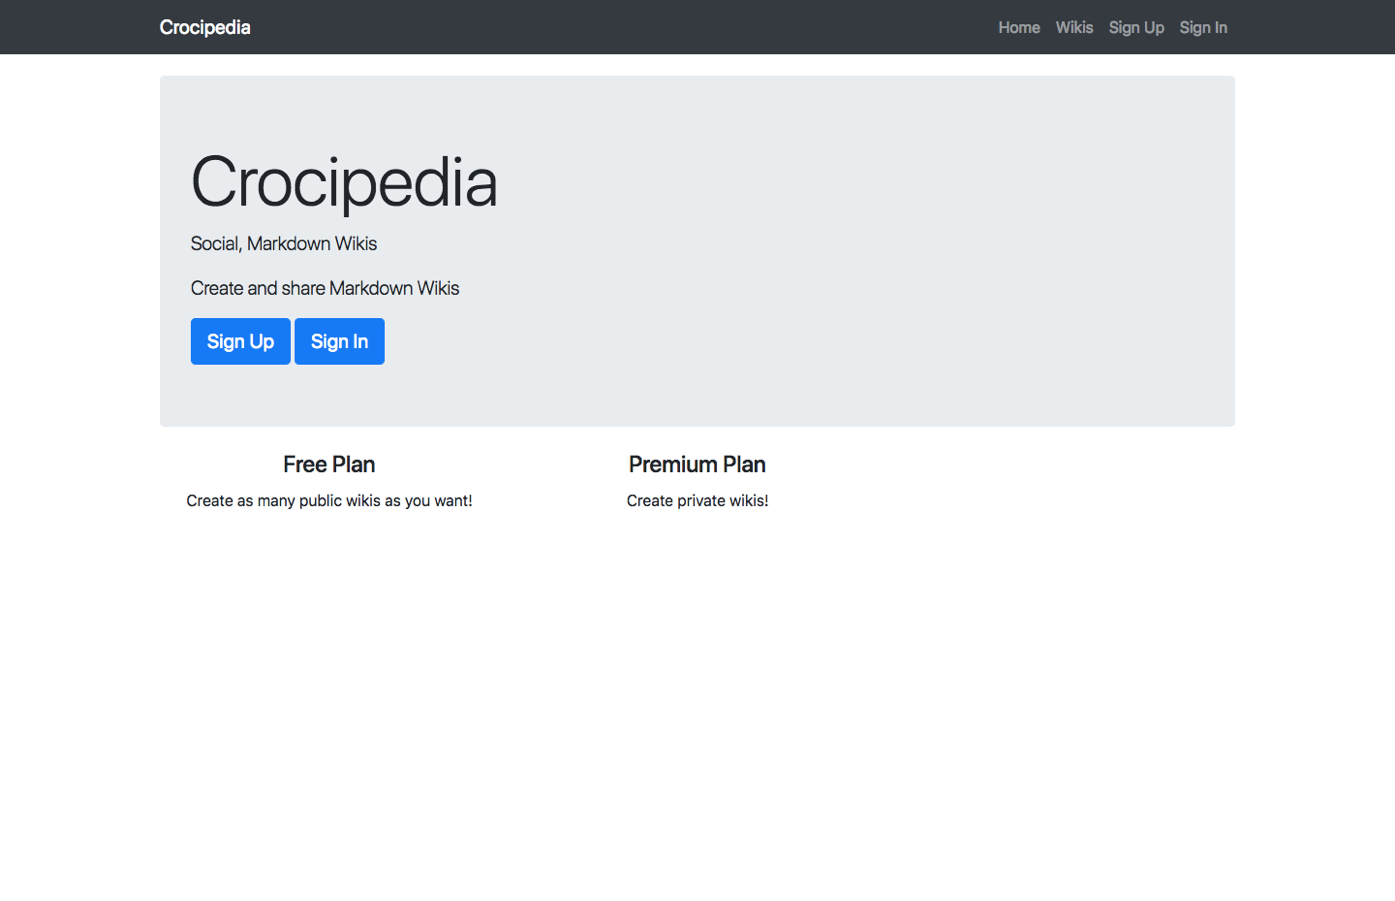 Crocipedia
Home Wikis Sign Up Sign In
Crocipedia
Social, Markdown Wikis
Create and share Markdown Wikis
Sign Up Sign In
Free Plan
Create as many public wikis as you want!
Premium Plan
Create private wikis!